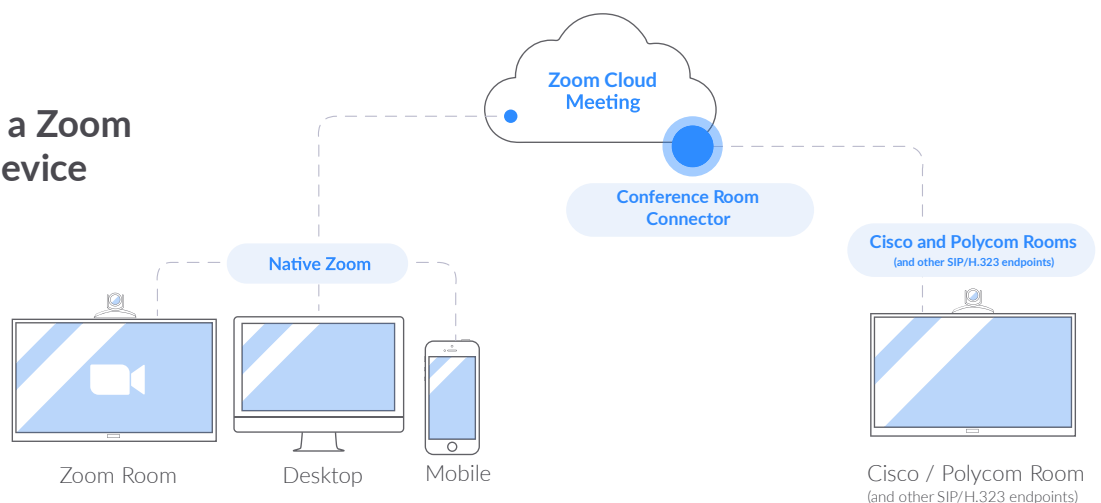 a Zoom
evice
Zoom Cloud
Meeting
Conference Room
Connector
Native Zoom
Cisco and Polycom Rooms
(and other SIP/H.323 endpoints)
Zoom Room
Desktop
Mobile
Cisco / Polycom Room
(and other SIP/H.323 endpoints)